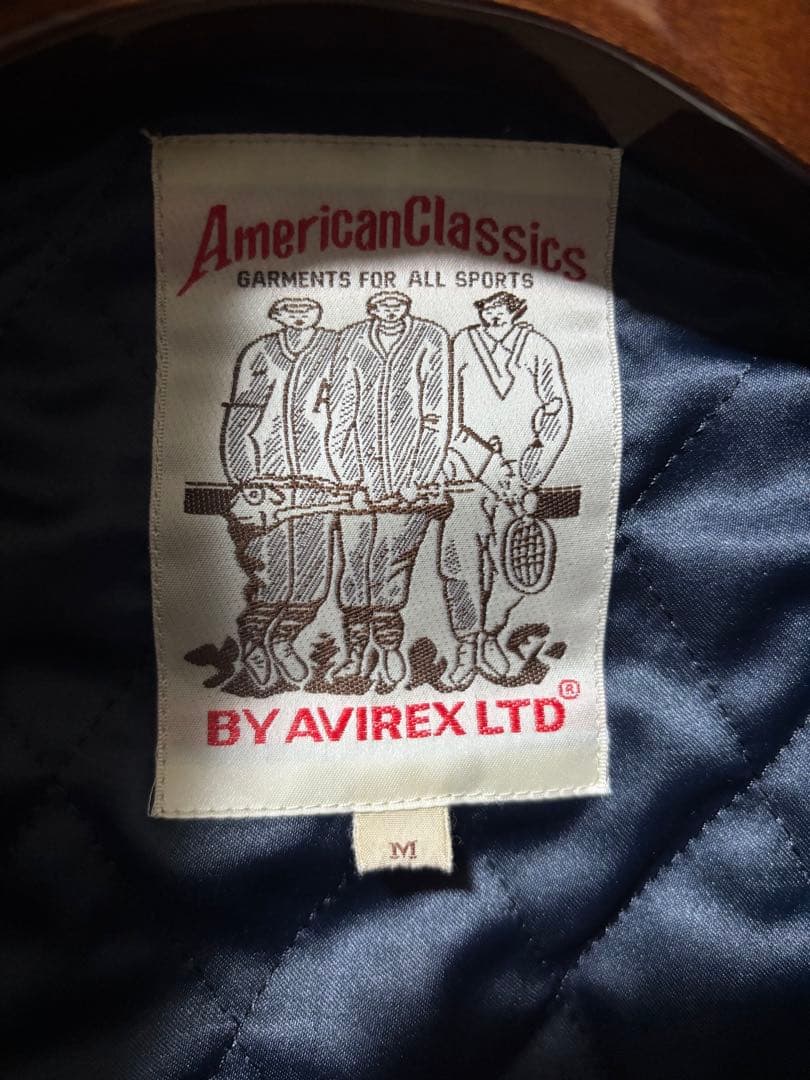 AmericanClassics
GARMENTS FOR ALL SPORTS
BY AVIREX LTD®
M